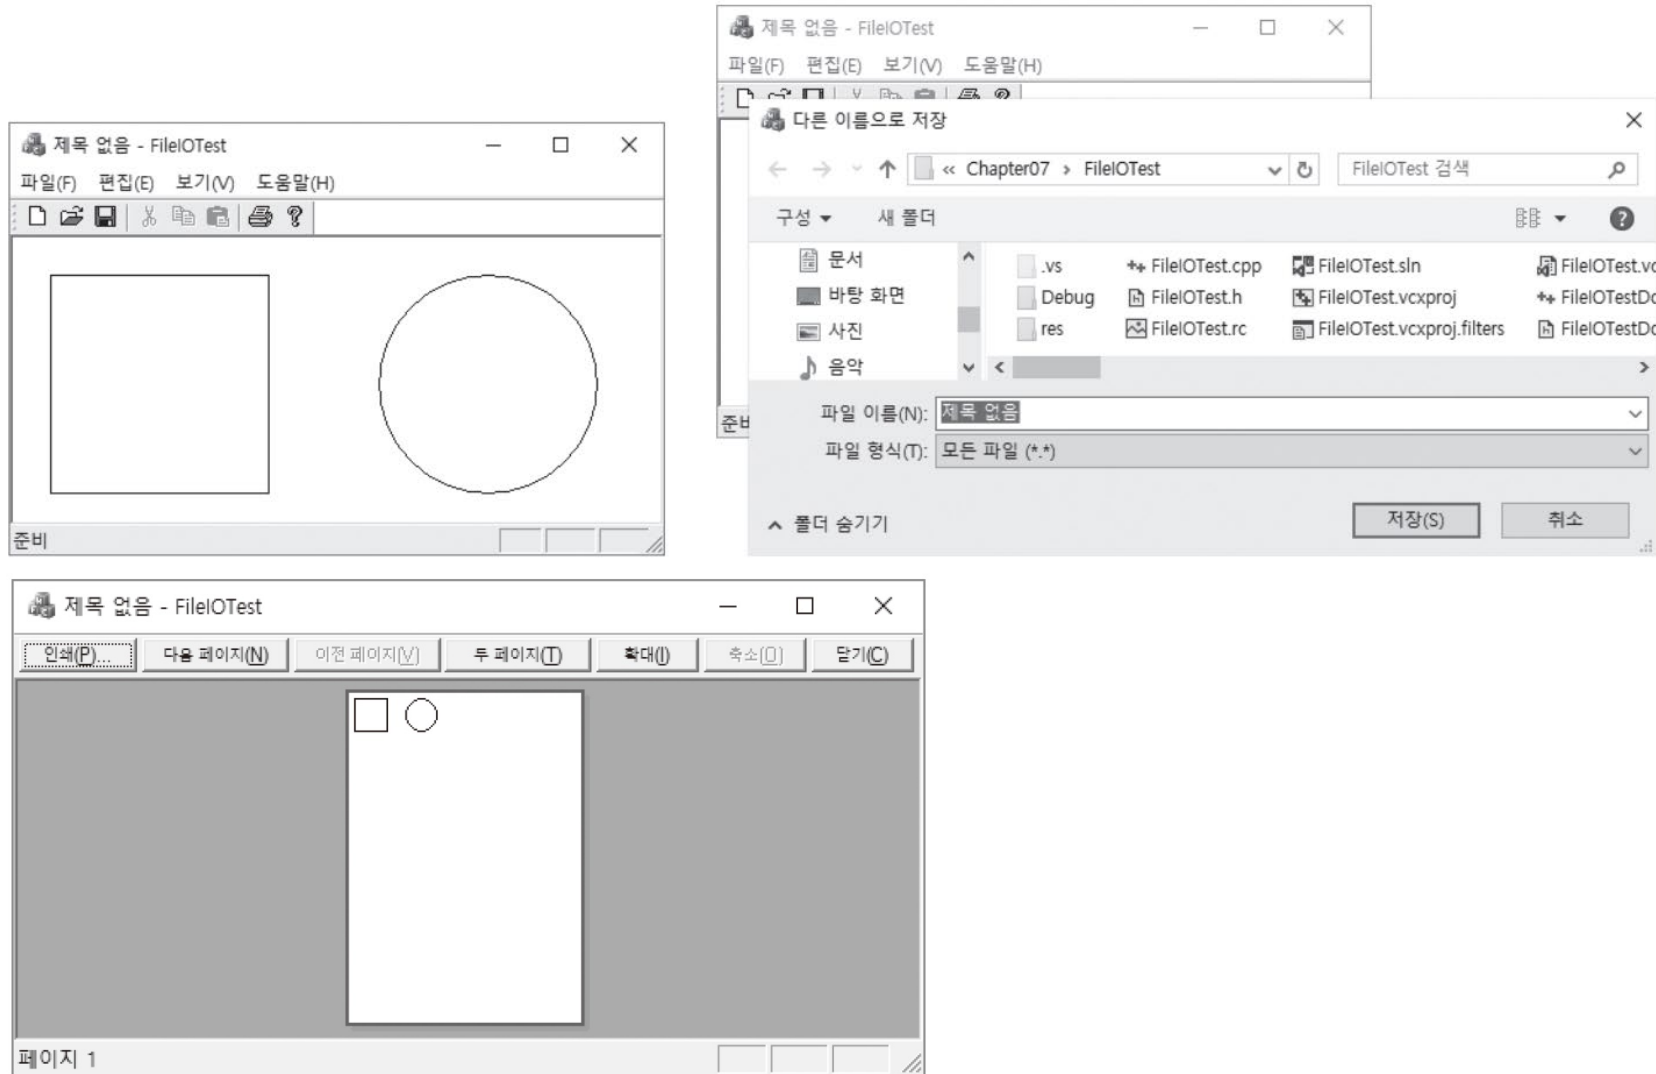 제목 없음 - FileIOTest
파일(F) 편집(E) 보기(V) 도움말(H)
준비
제목 없음 - FileIOTest
파일(F) 편집(E) 보기(V) 도움말(H)
준비
다른 이름으로 저장
« Chapter07 › FileIOTest
FileIOTest 검색
구성 새 폴더
문서
바탕 화면
사진
음악
.vs FileIOTest.cpp FileIOTest.sln FileIOTest.vc
Debug FileIOTest.h FileIOTest.vcxproj FileIOTestDo
res FileIOTest.rc FileIOTest.vcxproj.filters FileIOTestDo
파일 이름(N): 제목 없음
파일 형식(T): 모든 파일 (*.*)
폴더 숨기기
저장(S) 취소
제목 없음 - FileIOTest
인쇄(P)... 다음 페이지(N) 이전 페이지(V) 두 페이지(T) 확대(I) 축소(O) 닫기(C)
페이지 1